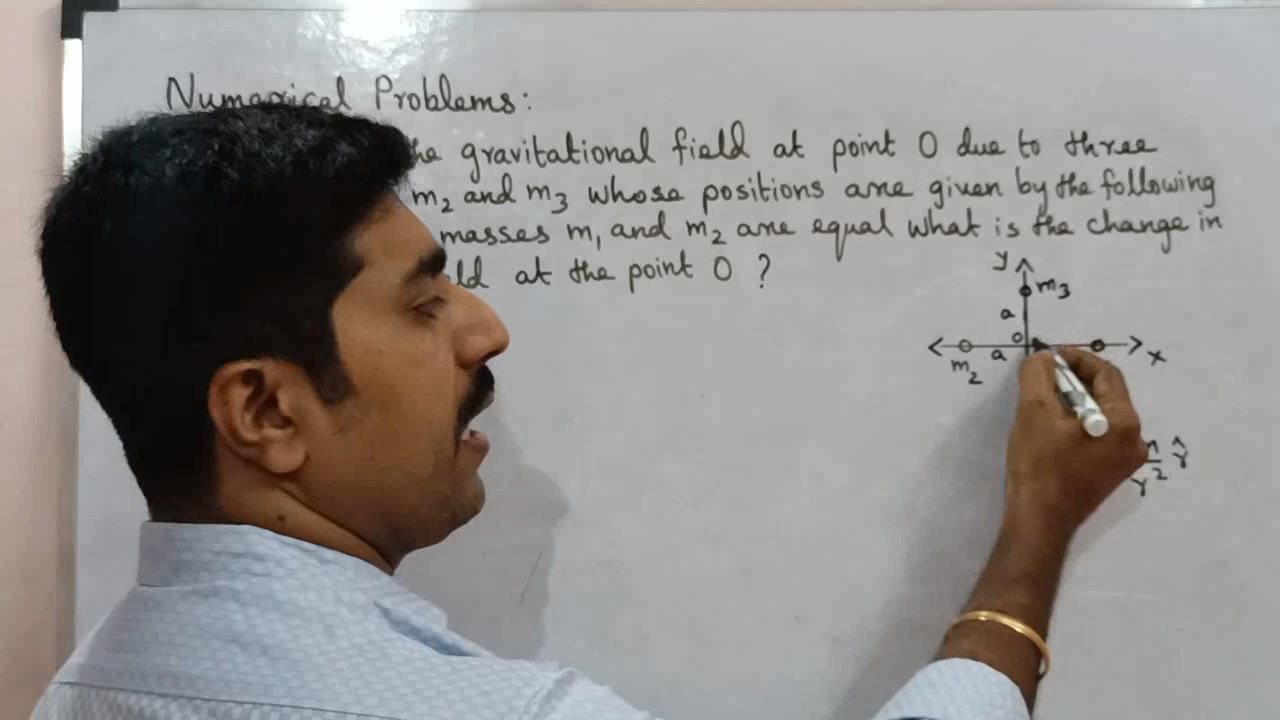 Numerical Problems:
gravitational field at point O due to three
m₂ and m₃ whose positions are given by the following
masses m₁ and m₂ are equal what is the change in
at the point O ?
y
m₃
a
O
a
x
m₂
r̂
r²